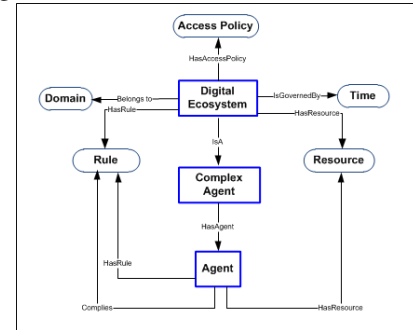 Access Policy
HasAccessPolicy
Digital
Ecosystem
Domain
Belongs to
IsGovernedBy
Time
HasRule
HasResource
IsA
Rule
Resource
Complex
Agent
HasAgent
HasRule
Agent
Complies
HasResource